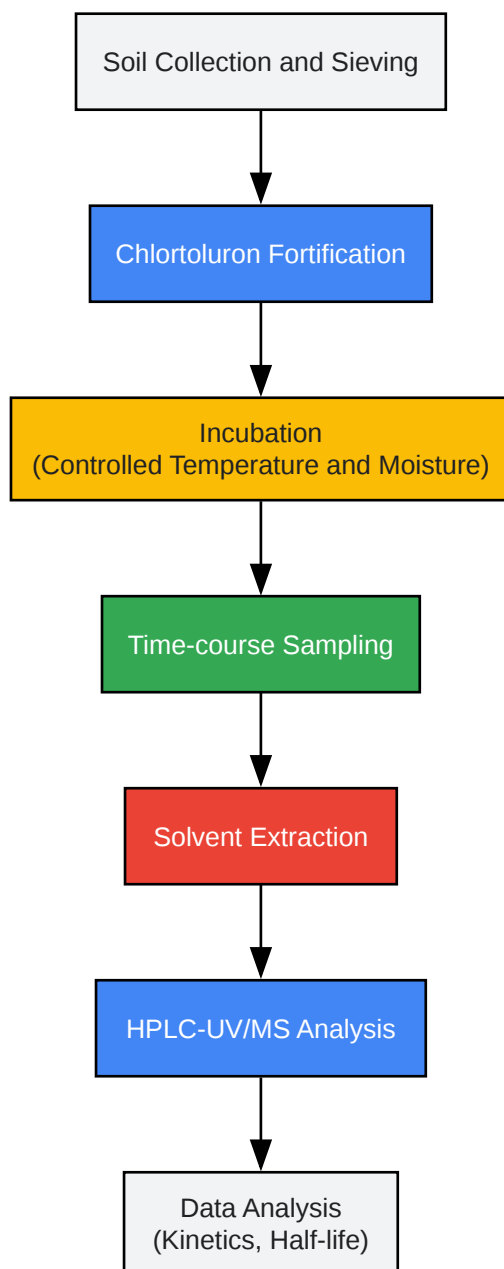 Soil Collection and Sieving
Chlortoluron Fortification
Incubation
(Controlled Temperature and Moisture)
Time-course Sampling
Solvent Extraction
HPLC-UV/MS Analysis
Data Analysis
(Kinetics, Half-life)